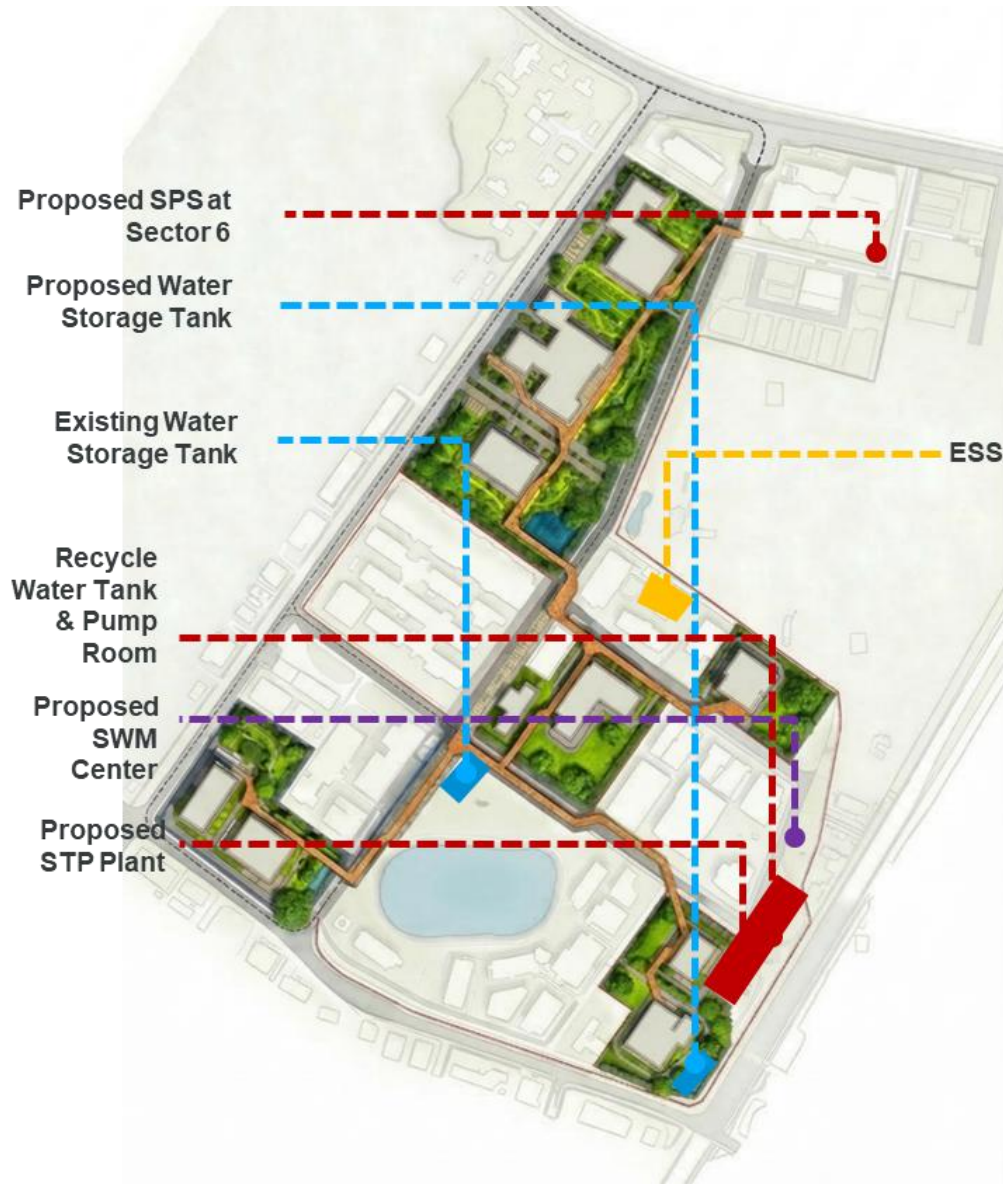 Proposed SPS at
Sector 6
Proposed Water
Storage Tank
Existing Water
Storage Tank
ESS
Recycle
Water Tank
& Pump
Room
Proposed
SWM
Center
Proposed
STP Plant